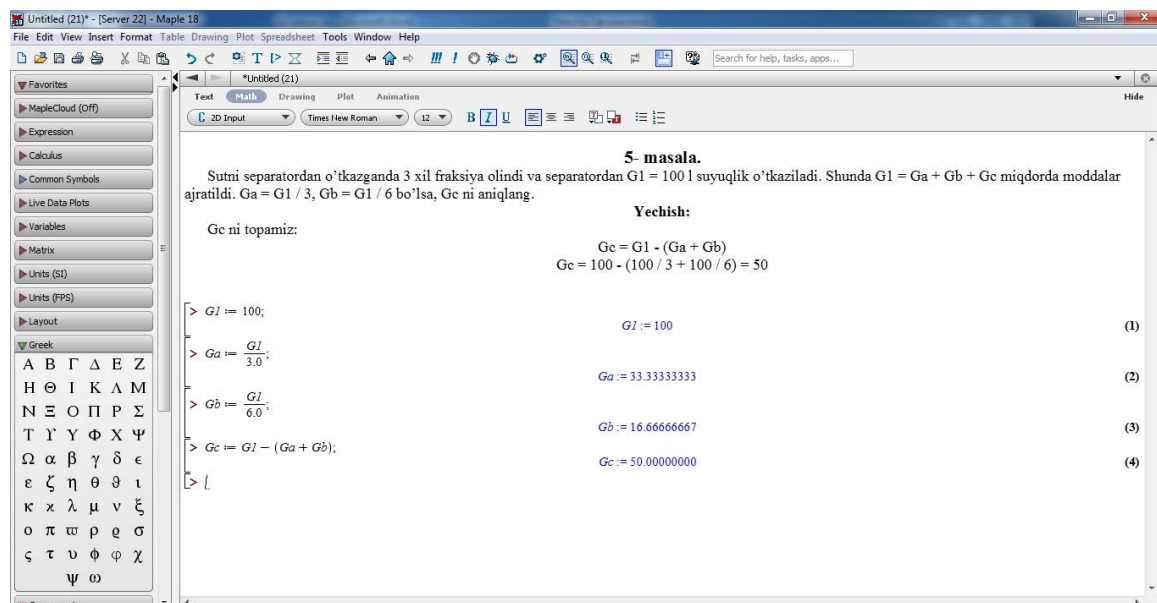 Untitled (21)* - [Server 22] - Maple 18
File Edit View Insert Format Table Drawing Plot Spreadsheet Tools Window Help
Search for help, tasks, apps...
*Untitled (21)
Text Math Drawing Plot Animation Hide
C 2D Input Times New Roman 12 B I U
Favorites
MapleCloud (Off)
Expression
Calculus
Common Symbols
Live Data Plots
Variables
Matrix
Units (SI)
Units (FPS)
Layout
Greek
Α Β Γ Δ Ε Ζ
Η Θ Ι Κ Λ Μ
Ν Ξ Ο Π Ρ Σ
Τ ϒ Υ Φ Χ Ψ
Ω α β γ δ ϵ
ε ζ η θ ϑ ι
κ ϰ λ μ ν ξ
ο π ϖ ρ ϱ σ
ς τ υ ϕ φ χ
ψ ω
5- masala.
Sutni separatordan o’tkazganda 3 xil fraksiya olindi va separatordan G1 = 100 l suyuqlik o’tkaziladi. Shunda G1 = Ga + Gb + Gc miqdorda moddalar
ajratildi. Ga = G1 / 3, Gb = G1 / 6 bo’lsa, Gc ni aniqlang.
Yechish:
Gc ni topamiz:
Gc = G1 - (Ga + Gb)
Gc = 100 - (100 / 3 + 100 / 6) = 50
> G1 := 100;
G1 := 100 (1)
> Ga := G1/3.0;
Ga := 33.33333333 (2)
> Gb := G1/6.0;
Gb := 16.66666667 (3)
> Gc := G1 − (Ga + Gb);
Gc := 50.00000000 (4)
>